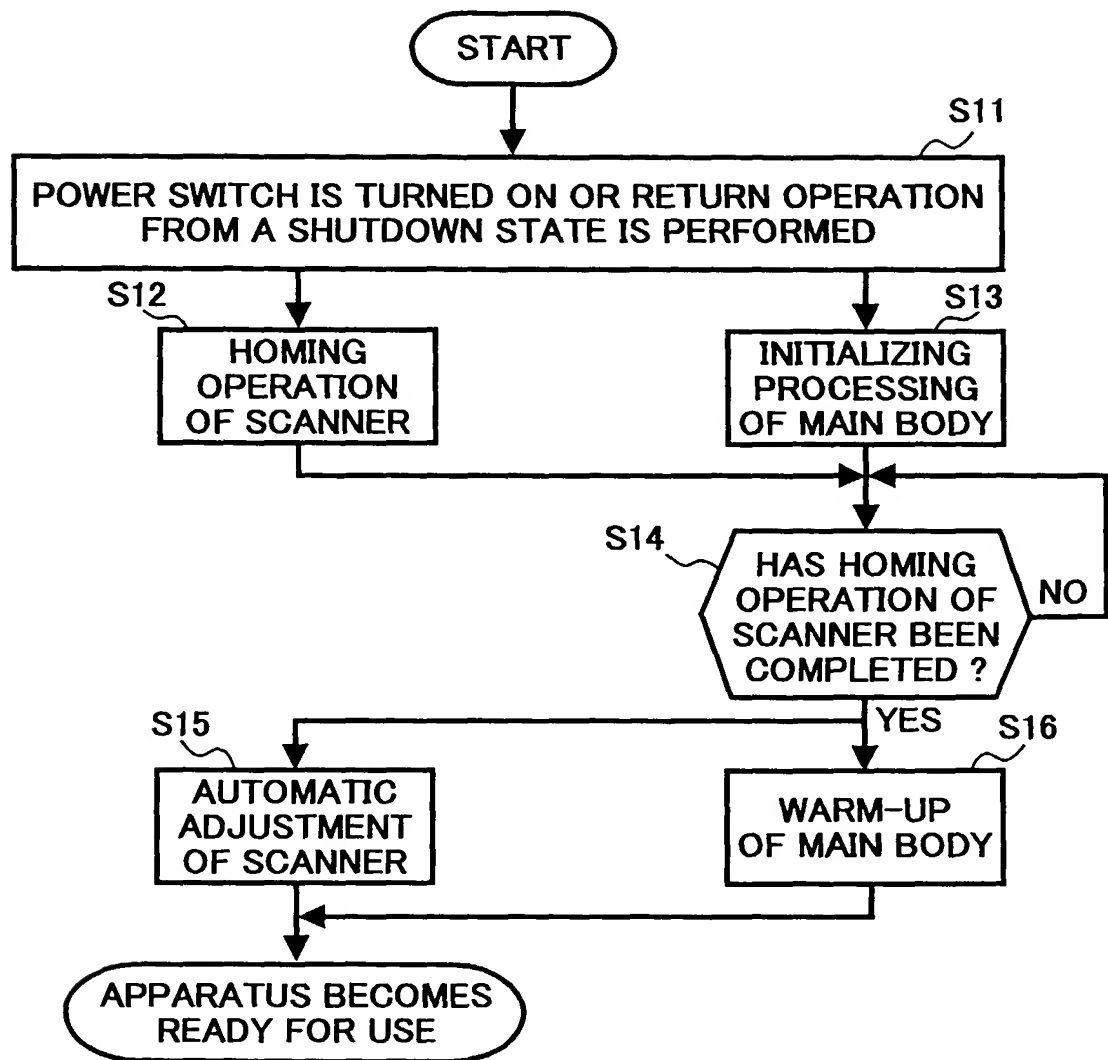 START
S11
POWER SWITCH IS TURNED ON OR RETURN OPERATION
FROM A SHUTDOWN STATE IS PERFORMED
S12
HOMING
OPERATION
OF SCANNER
S13
INITIALIZING
PROCESSING
OF MAIN BODY
S14
HAS HOMING
OPERATION OF
SCANNER BEEN
COMPLETED ?
NO
YES
S15
AUTOMATIC
ADJUSTMENT
OF SCANNER
S16
WARM-UP
OF MAIN BODY
APPARATUS BECOMES
READY FOR USE